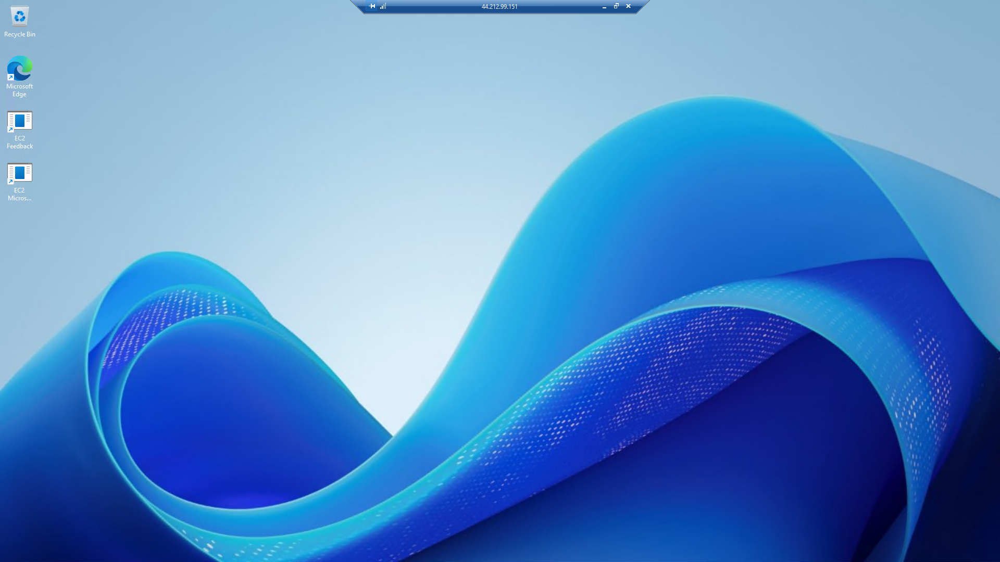 44.212.99.151
Recycle Bin
Microsoft
Edge
EC2
Feedback
EC2
Micros...